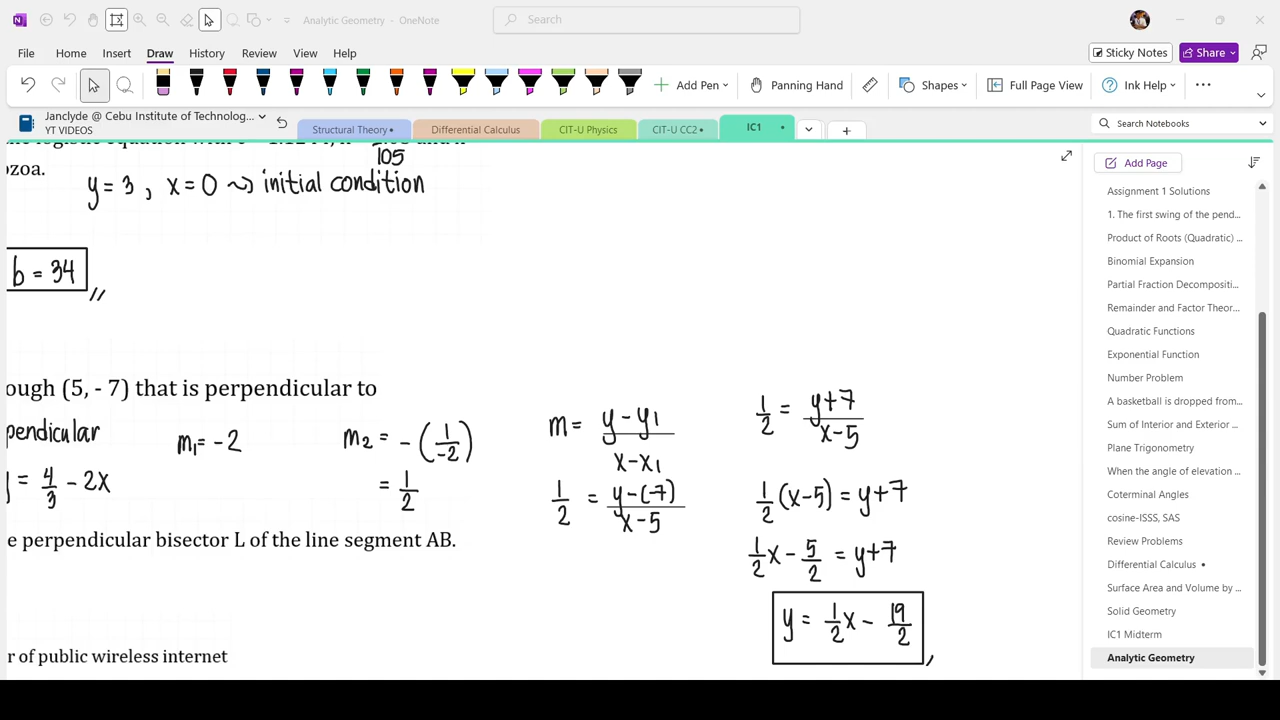 Analytic Geometry - OneNote
Search
File Home Insert Draw History Review View Help
Sticky Notes
Share
Add Pen
Panning Hand
Shapes
Full Page View
Ink Help
Janclyde @ Cebu Institute of Technolog...
YT VIDEOS
Structural Theory
Differential Calculus
CIT-U Physics
CIT-U CC2
IC1
Search Notebooks
Add Page
Assignment 1 Solutions
1. The first swing of the pend...
Product of Roots (Quadratic) ...
Binomial Expansion
Partial Fraction Decompositi...
Remainder and Factor Theor...
Quadratic Functions
Exponential Function
Number Problem
A basketball is dropped from...
Sum of Interior and Exterior ...
Plane Trigonometry
When the angle of elevation ...
Coterminal Angles
cosine-ISSS, SAS
Review Problems
Differential Calculus
Surface Area and Volume by ...
Solid Geometry
IC1 Midterm
Analytic Geometry
105
ozoa.
y = 3 , x = 0 ~> initial condition
b = 34 //
ough (5, - 7) that is perpendicular to
pendicular
m₁ = -2
m₂ = - (1/-2)
= 4/3 - 2x
= 1/2
e perpendicular bisector L of the line segment AB.
r of public wireless internet
m = (y - y₁)/(x - x₁)
1/2 = (y - (-7))/(x - 5)
1/2 = (y + 7)/(x - 5)
1/2 (x - 5) = y + 7
1/2 x - 5/2 = y + 7
y = 1/2 x - 19/2